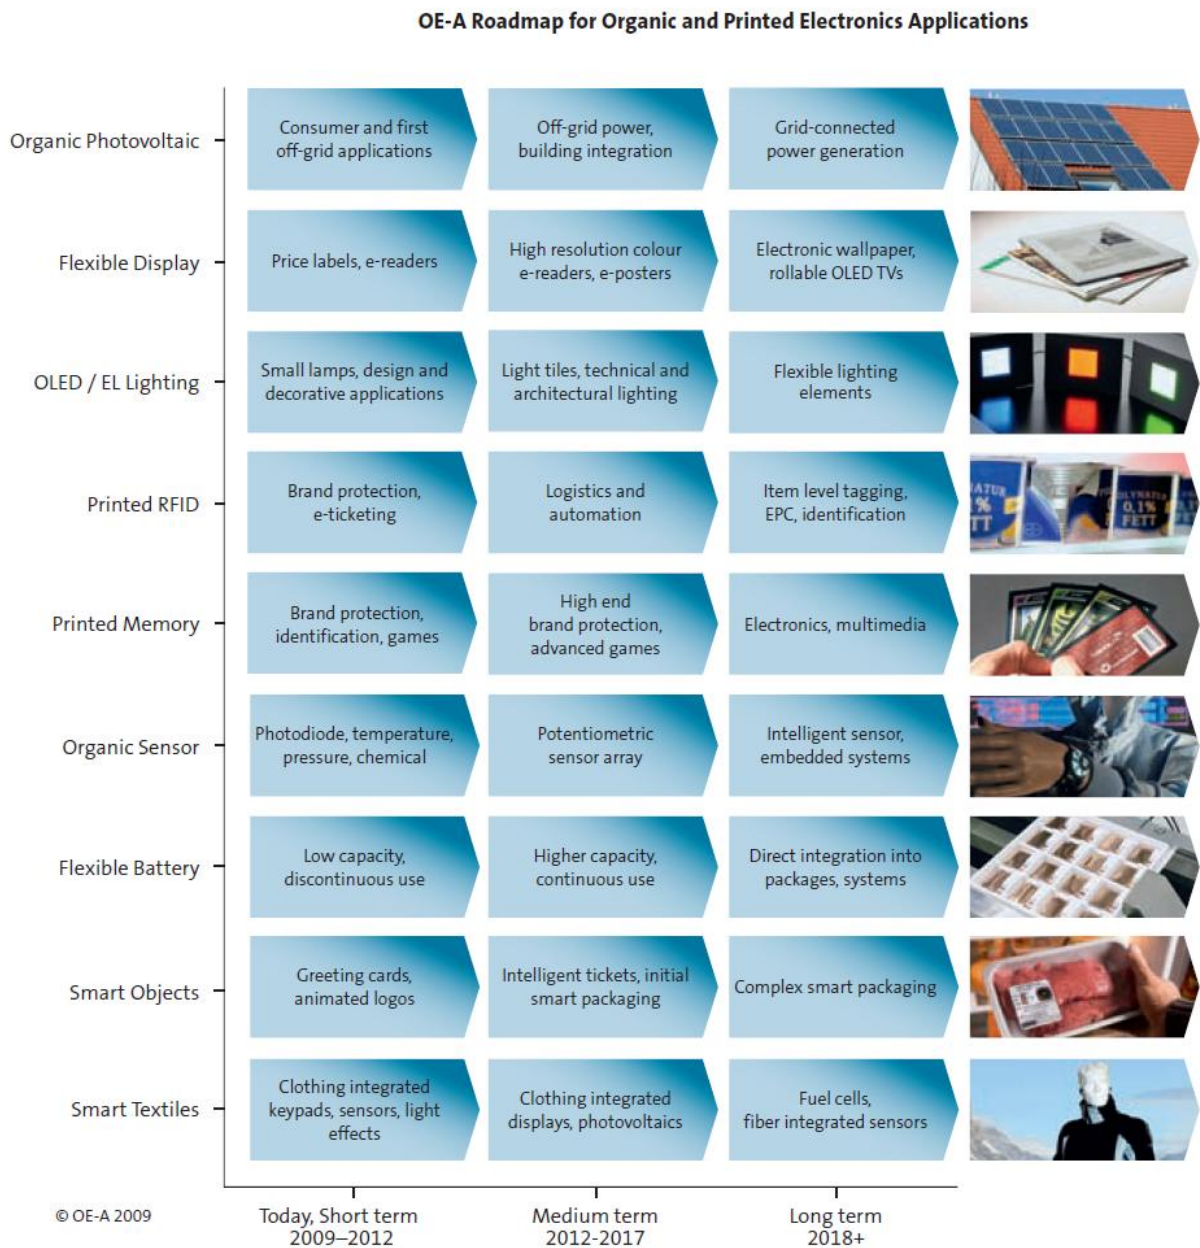 OE-A Roadmap for Organic and Printed Electronics Applications
Organic Photovoltaic
Consumer and first
off-grid applications
Off-grid power,
building integration
Grid-connected
power generation
Flexible Display
Price labels, e-readers
High resolution colour
e-readers, e-posters
Electronic wallpaper,
rollable OLED TVs
OLED / EL Lighting
Small lamps, design and
decorative applications
Light tiles, technical and
architectural lighting
Flexible lighting
elements
Printed RFID
Brand protection,
e-ticketing
Logistics and
automation
Item level tagging,
EPC, identification
0,1%
FETT
Printed Memory
Brand protection,
identification, games
High end
brand protection,
advanced games
Electronics, multimedia
Organic Sensor
Photodiode, temperature,
pressure, chemical
Potentiometric
sensor array
Intelligent sensor,
embedded systems
Flexible Battery
Low capacity,
discontinuous use
Higher capacity,
continuous use
Direct integration into
packages, systems
Smart Objects
Greeting cards,
animated logos
Intelligent tickets, initial
smart packaging
Complex smart packaging
Smart Textiles
Clothing integrated
keypads, sensors, light
effects
Clothing integrated
displays, photovoltaics
Fuel cells,
fiber integrated sensors
© OE-A 2009
Today, Short term
2009–2012
Medium term
2012-2017
Long term
2018+